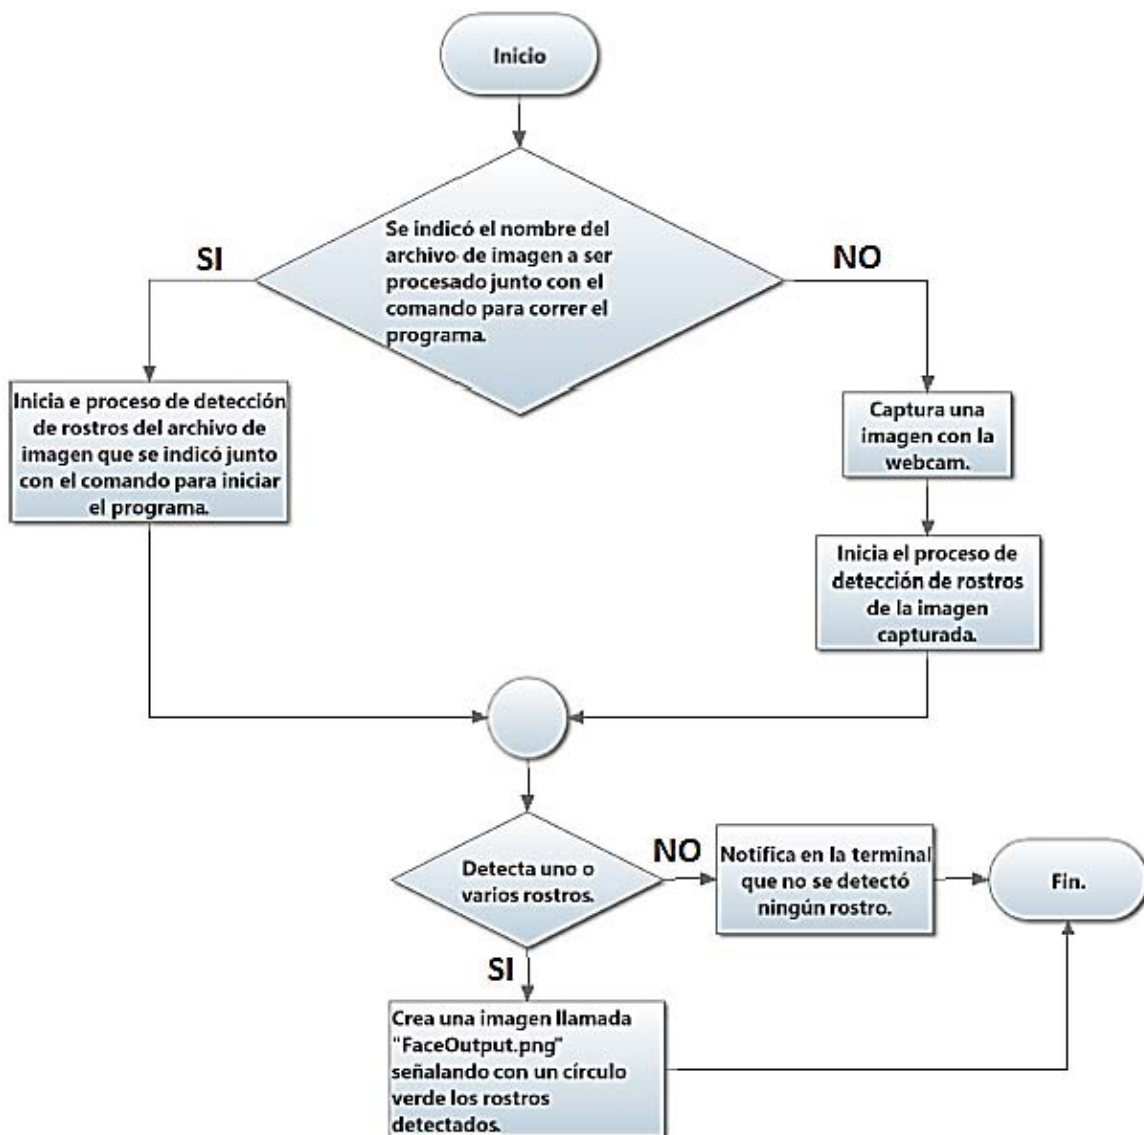 Inicio
Se indicó el nombre del
archivo de imagen a ser
procesado junto con el
comando para correr el
programa.
SI
NO
Inicia e proceso de detección
de rostros del archivo de
imagen que se indicó junto
con el comando para iniciar
el programa.
Captura una
imagen con la
webcam.
Inicia el proceso de
detección de rostros
de la imagen
capturada.
Detecta uno o
varios rostros.
NO
Notifica en la terminal
que no se detectó
ningún rostro.
Fin.
SI
Crea una imagen llamada
"FaceOutput.png"
señalando con un círculo
verde los rostros
detectados.